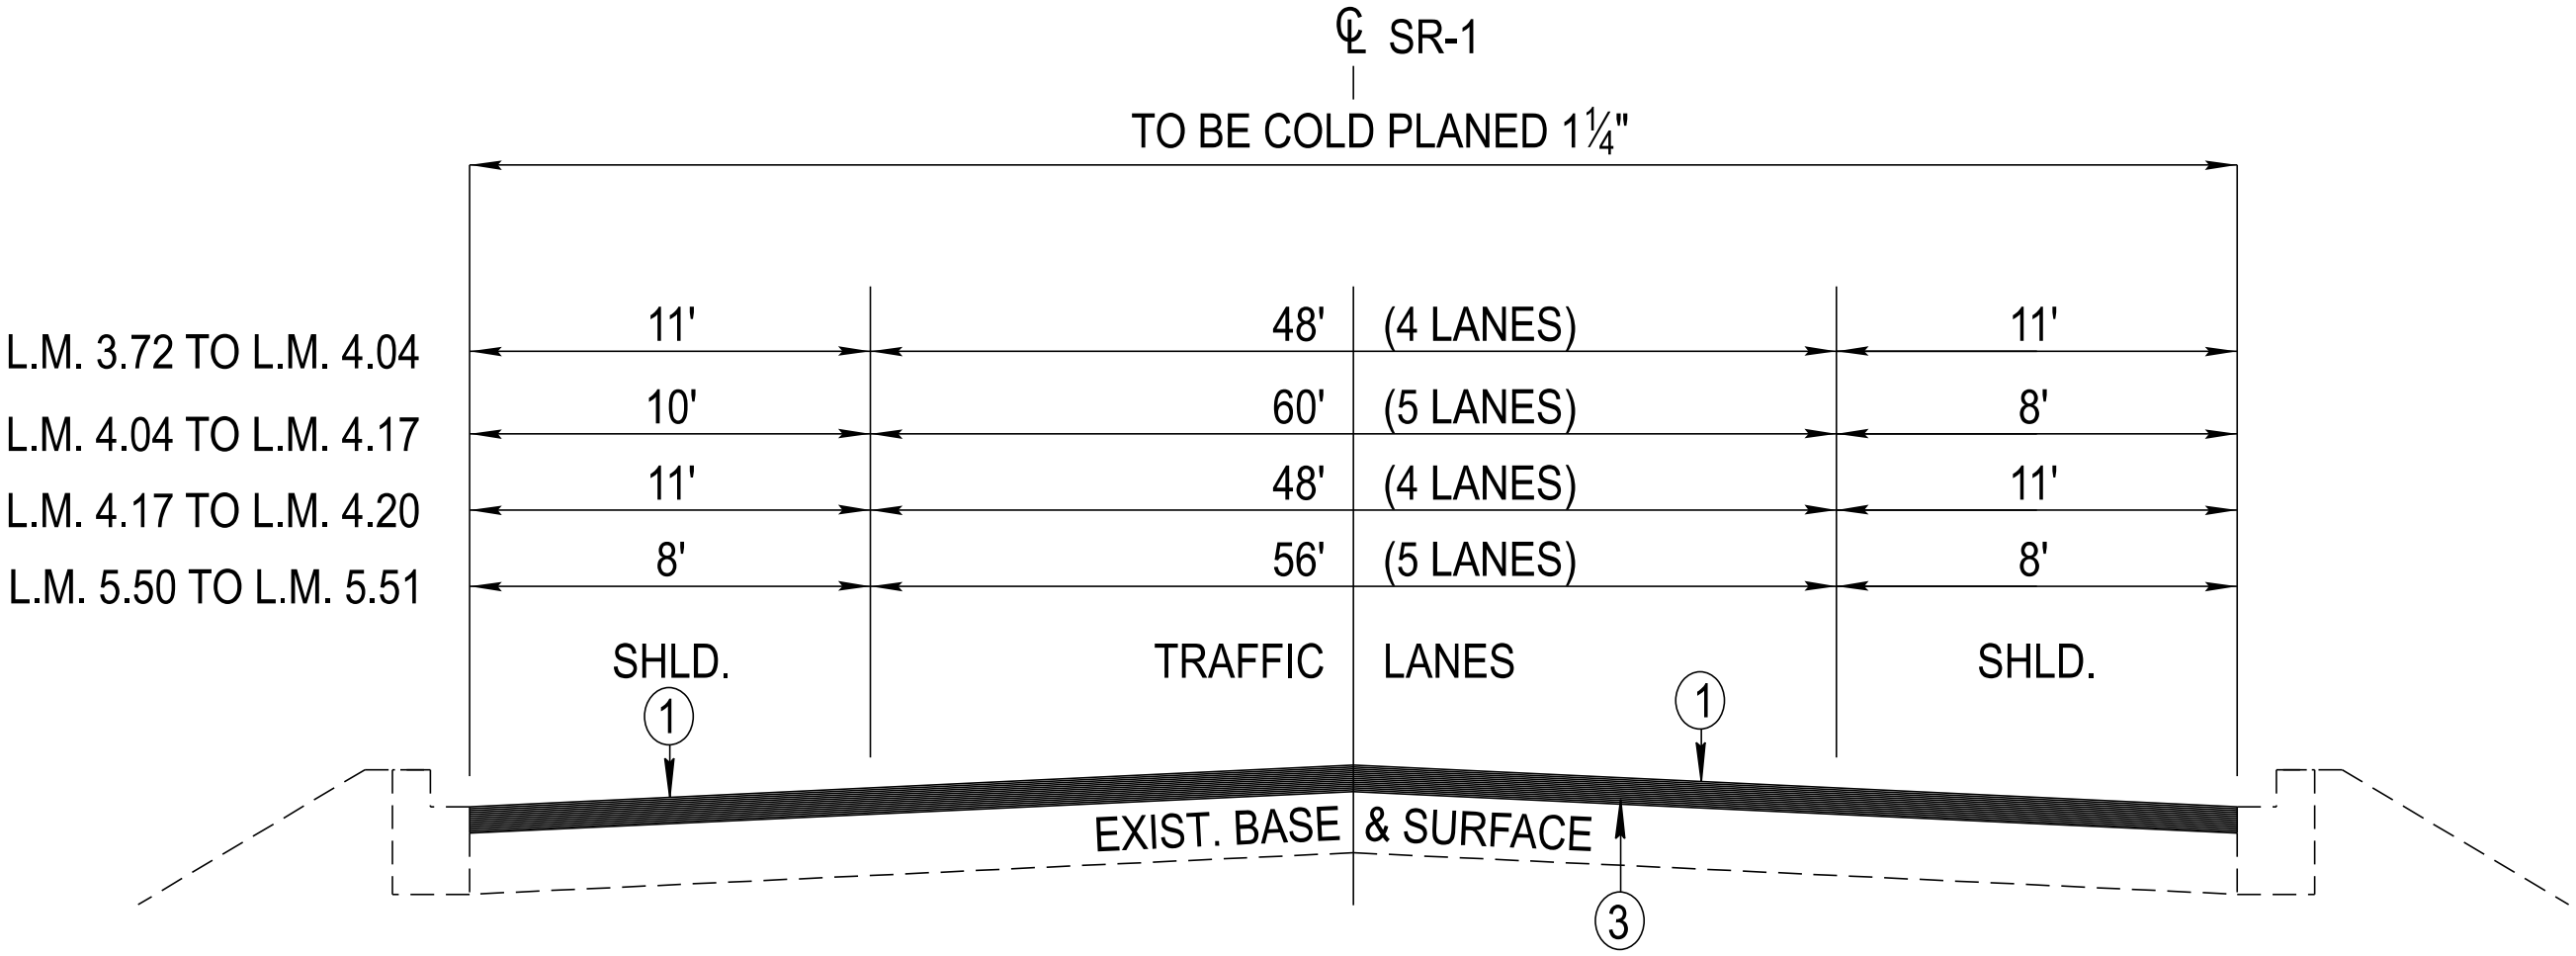 ℄ SR-1
TO BE COLD PLANED 1¼"
L.M. 3.72 TO L.M. 4.04 11' 48' (4 LANES) 11'
L.M. 4.04 TO L.M. 4.17 10' 60' (5 LANES) 8'
L.M. 4.17 TO L.M. 4.20 11' 48' (4 LANES) 11'
L.M. 5.50 TO L.M. 5.51 8' 56' (5 LANES) 8'
SHLD. TRAFFIC LANES SHLD.
1 1
EXIST. BASE & SURFACE
3